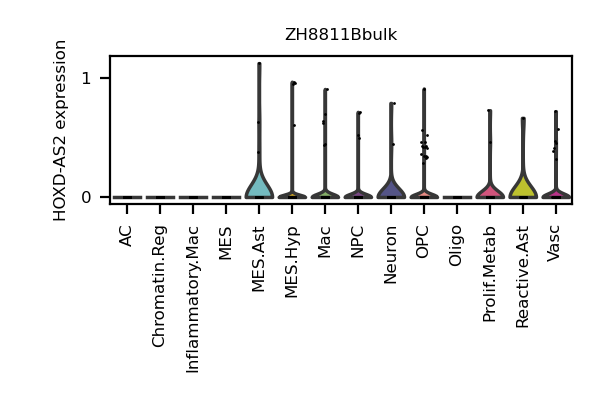 ZH8811Bbulk
HOXD-AS2 expression
1
0
AC
Chromatin.Reg
Inflammatory.Mac
MES
MES.Ast
MES.Hyp
Mac
NPC
Neuron
OPC
Oligo
Prolif.Metab
Reactive.Ast
Vasc